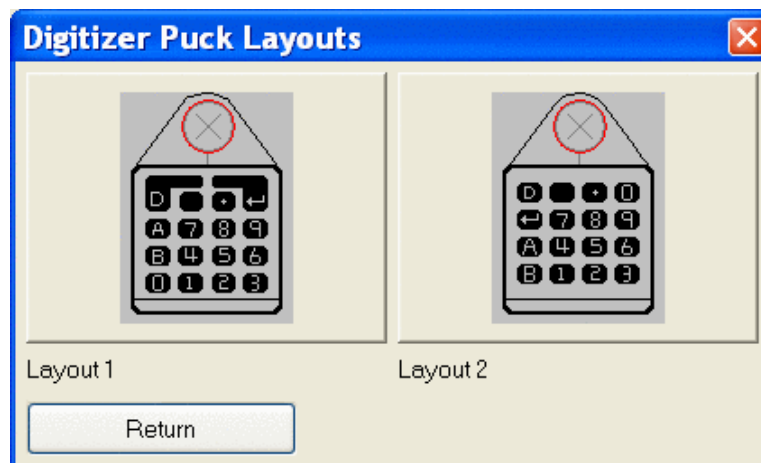 Digitizer Puck Layouts
D . ↵
A 7 8 9
B 4 5 6
0 1 2 3
D . 0
↵ 7 8 9
A 4 5 6
B 1 2 3
Layout 1
Layout 2
Return